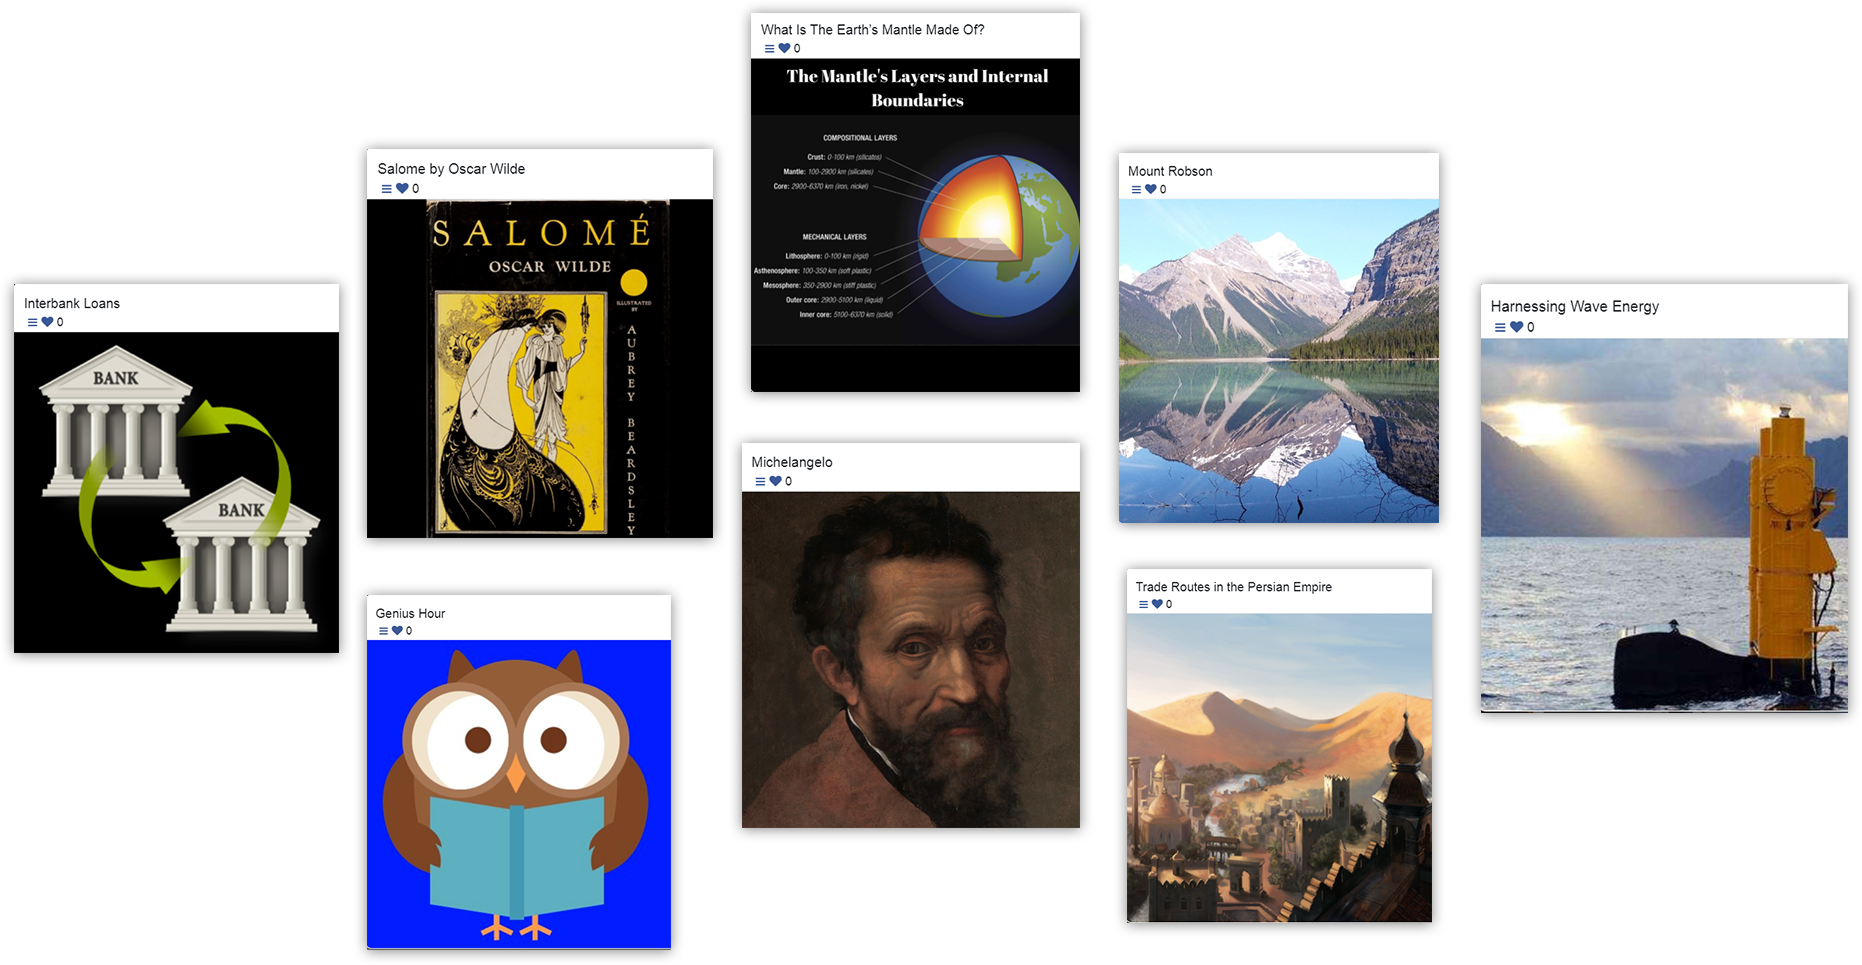 What Is The Earth's Mantle Made Of?
0
The Mantle's Layers and Internal
Boundaries
COMPOSITIONAL LAYERS
Crust: 0-100 km (silicates)
Mantle: 100-2900 km (silicates)
Core: 2900-6370 km (iron, nickel)
MECHANICAL LAYERS
Lithosphere: 0-100 km (rigid)
Asthenosphere: 100-350 km (soft plastic)
Mesosphere: 350-2900 km (stiff plastic)
Outer core: 2900-5100 km (liquid)
Inner core: 5100-6370 km (solid)
Salome by Oscar Wilde
0
SALOMÉ
OSCAR WILDE
ILLUSTRATED
BY
AUBREY BEARDSLEY
Mount Robson
0
Interbank Loans
0
BANK
BANK
Harnessing Wave Energy
0
Michelangelo
0
Trade Routes in the Persian Empire
0
Genius Hour
0